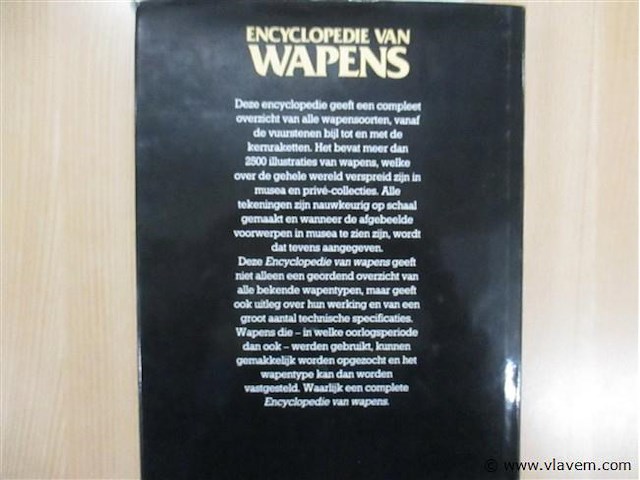 ENCYCLOPEDIE VAN
WAPENS
Deze encyclopedie geeft een compleet
overzicht van alle wapensoorten, vanaf
de vuurstenen bijl tot en met de
kernraketten. Het bevat meer dan
2500 illustraties van wapens, welke
over de gehele wereld verspreid zijn in
musea en privé-collecties. Alle
tekeningen zijn nauwkeurig op schaal
gemaakt en wanneer de afgebeelde
voorwerpen in musea te zien zijn, wordt
dat tevens aangegeven.
Deze Encyclopedie van wapens geeft
niet alleen een geordend overzicht van
alle bekende wapentypen, maar geeft
ook uitleg over hun werking en van een
groot aantal technische specificaties.
Wapens die – in welke oorlogsperiode
dan ook – werden gebruikt, kunnen
gemakkelijk worden opgezocht en het
wapentype kan dan worden
vastgesteld. Waarlijk een complete
Encyclopedie van wapens.
© www.vlavem.com